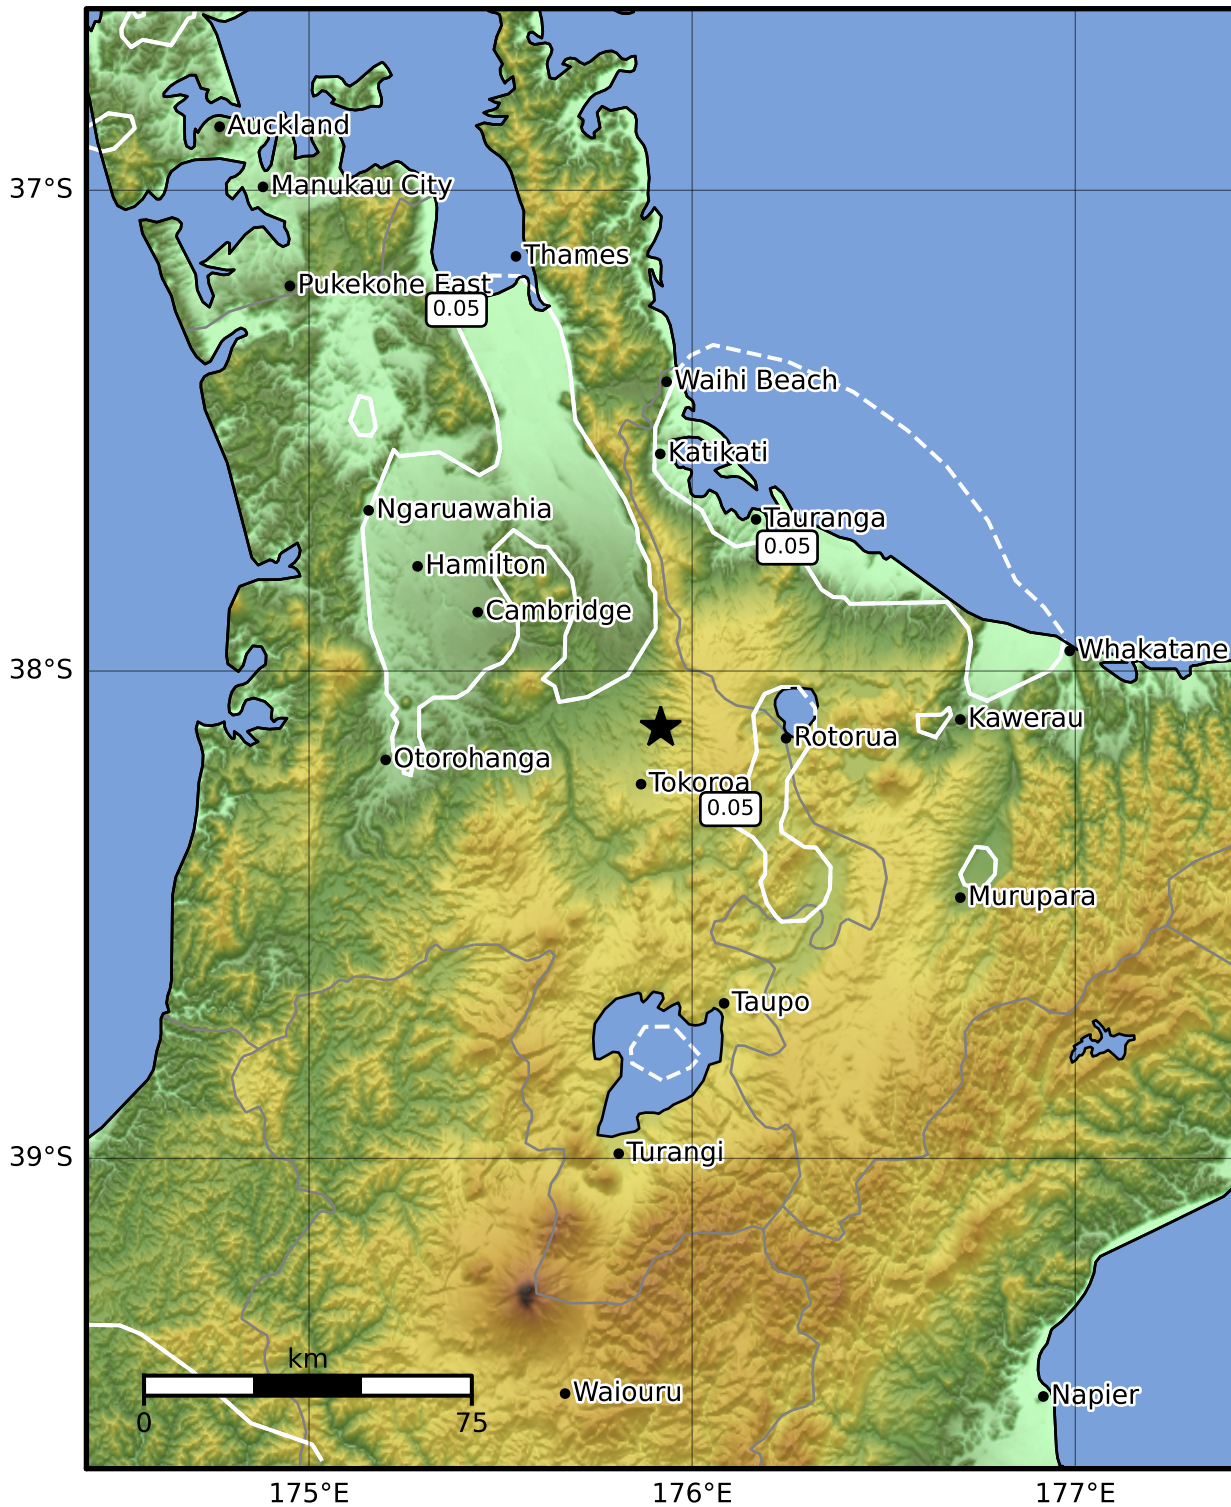 Auckland
Manukau City
37°S
Thames
Pukekohe East
0.05
Waihi Beach
Katikati
Ngaruawahia
Tauranga
0.05
Hamilton
Cambridge
Whakatane
38°S
Kawerau
Rotorua
Otorohanga
Tokoroa
0.05
Murupara
Taupo
Turangi
39°S
km
Waiouru
Napier
0 75
175°E 176°E 177°E